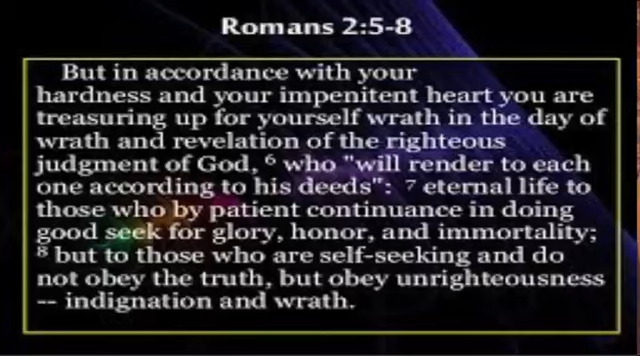 Romans 2:5-8
But in accordance with your
hardness and your impenitent heart you are
treasuring up for yourself wrath in the day of
wrath and revelation of the righteous
judgment of God, ⁶ who "will render to each
one according to his deeds": ⁷ eternal life to
those who by patient continuance in doing
good seek for glory, honor, and immortality;
⁸ but to those who are self-seeking and do
not obey the truth, but obey unrighteousness
-- indignation and wrath.